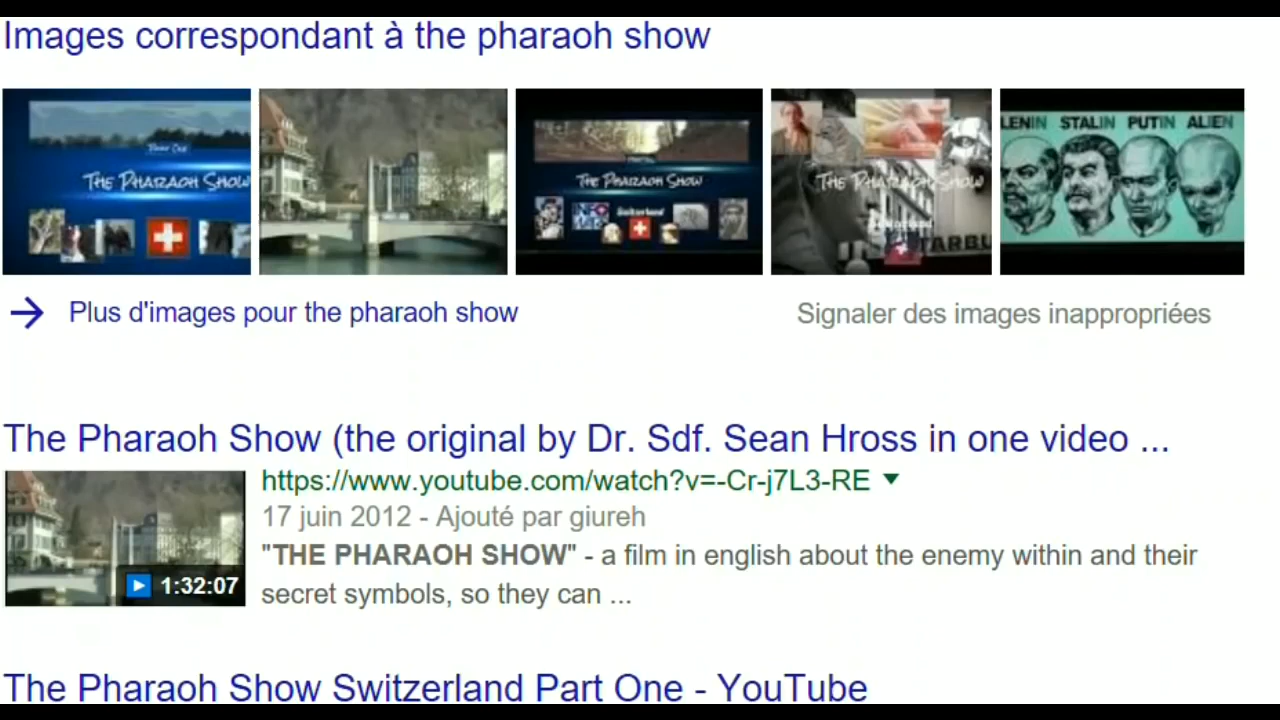 Images correspondant à the pharaoh show
THE PHARAOH SHOW
THE PHARAOH SHOW
Switzerland
THE PHARAOH SHOW
TARBU
LENIN STALIN PUTIN ALIEN
Plus d'images pour the pharaoh show
Signaler des images inappropriées
The Pharaoh Show (the original by Dr. Sdf. Sean Hross in one video ...
https://www.youtube.com/watch?v=-Cr-j7L3-RE
17 juin 2012 - Ajouté par giureh
1:32:07
"THE PHARAOH SHOW" - a film in english about the enemy within and their
secret symbols, so they can ...
The Pharaoh Show Switzerland Part One - YouTube